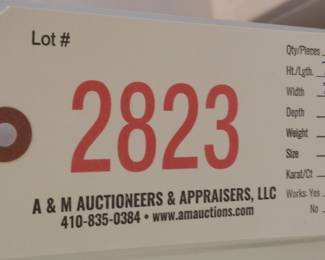 Lot #
2823
A & M AUCTIONEERS & APPRAISERS, LLC
410-835-0384 • www.amauctions.com
Qty/Pieces
Ht./Lgth.
Width
Depth
Weight
Size
Karat/Ct
Works: Yes
No